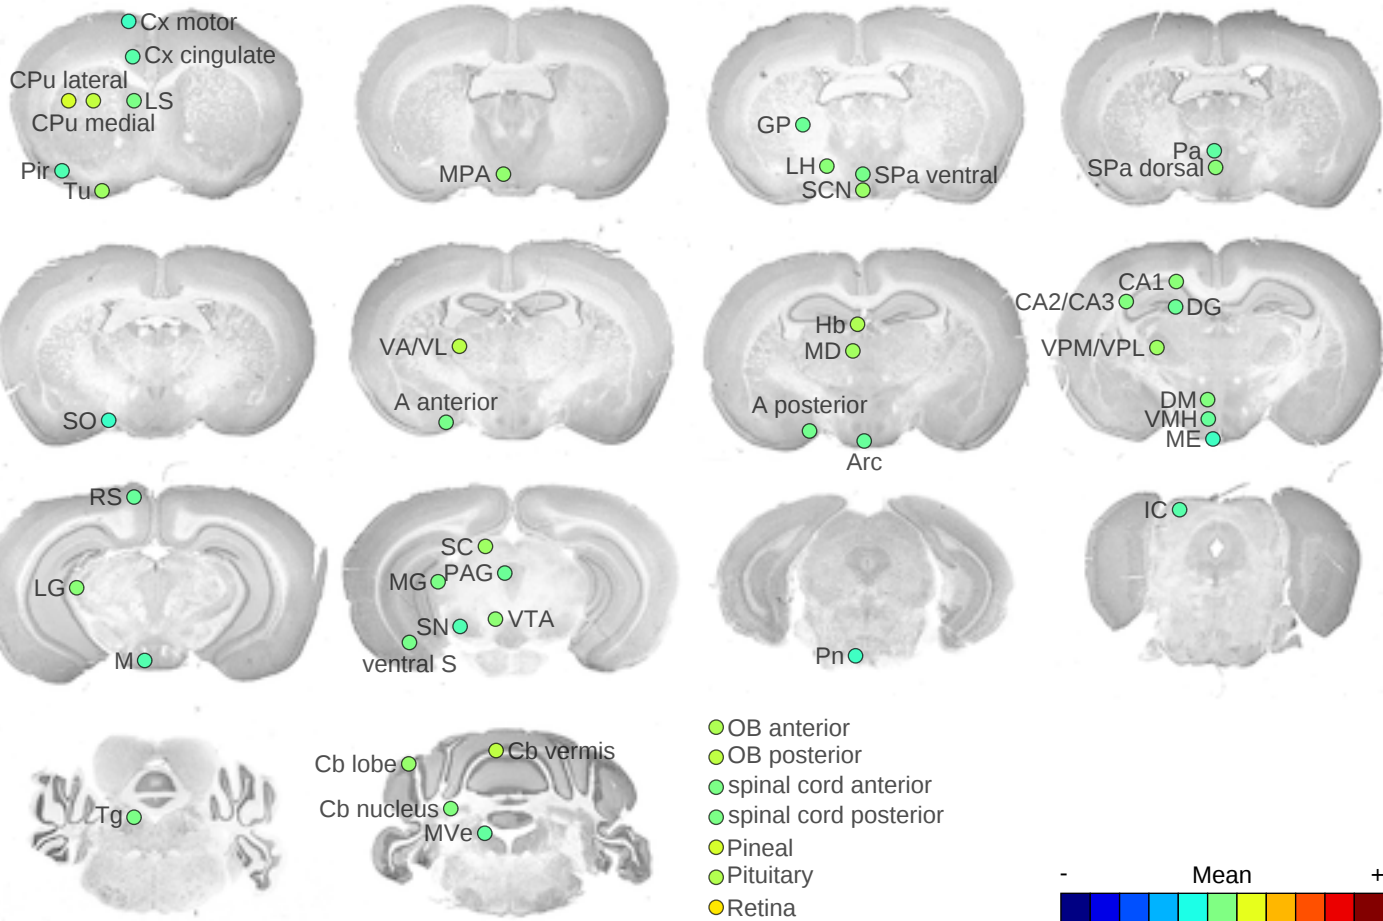 Cx motor
Cx cingulate
CPu lateral
LS
CPu medial
Pir
Tu
MPA
GP
LH
SPa ventral
SCN
Pa
SPa dorsal
SO
VA/VL
A anterior
Hb
MD
A posterior
Arc
CA1
CA2/CA3
DG
VPM/VPL
DM
VMH
ME
RS
LG
M
SC
PAG
MG
VTA
SN
ventral S
Pn
IC
Tg
Cb vermis
Cb lobe
Cb nucleus
MVe
OB anterior
OB posterior
spinal cord anterior
spinal cord posterior
Pineal
Pituitary
Retina
- Mean +